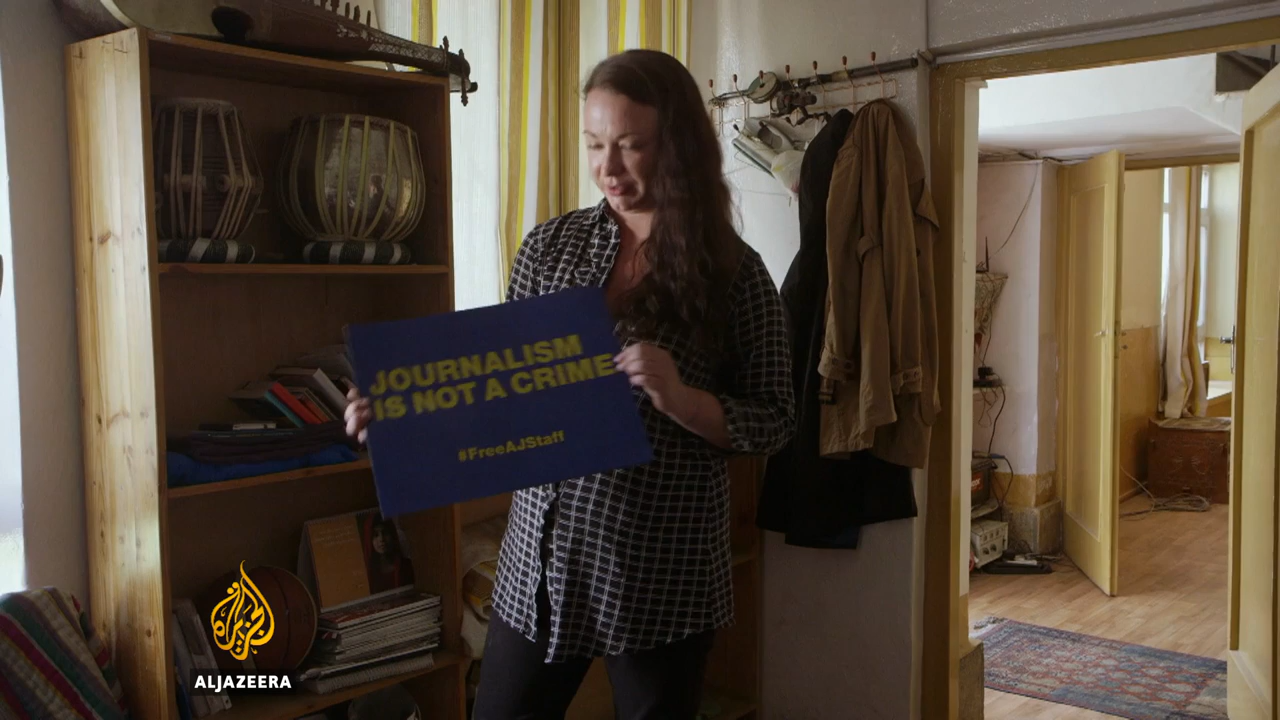 JOURNALISM
IS NOT A CRIME
#FreeAJStaff
الجزيرة
ALJAZEERA